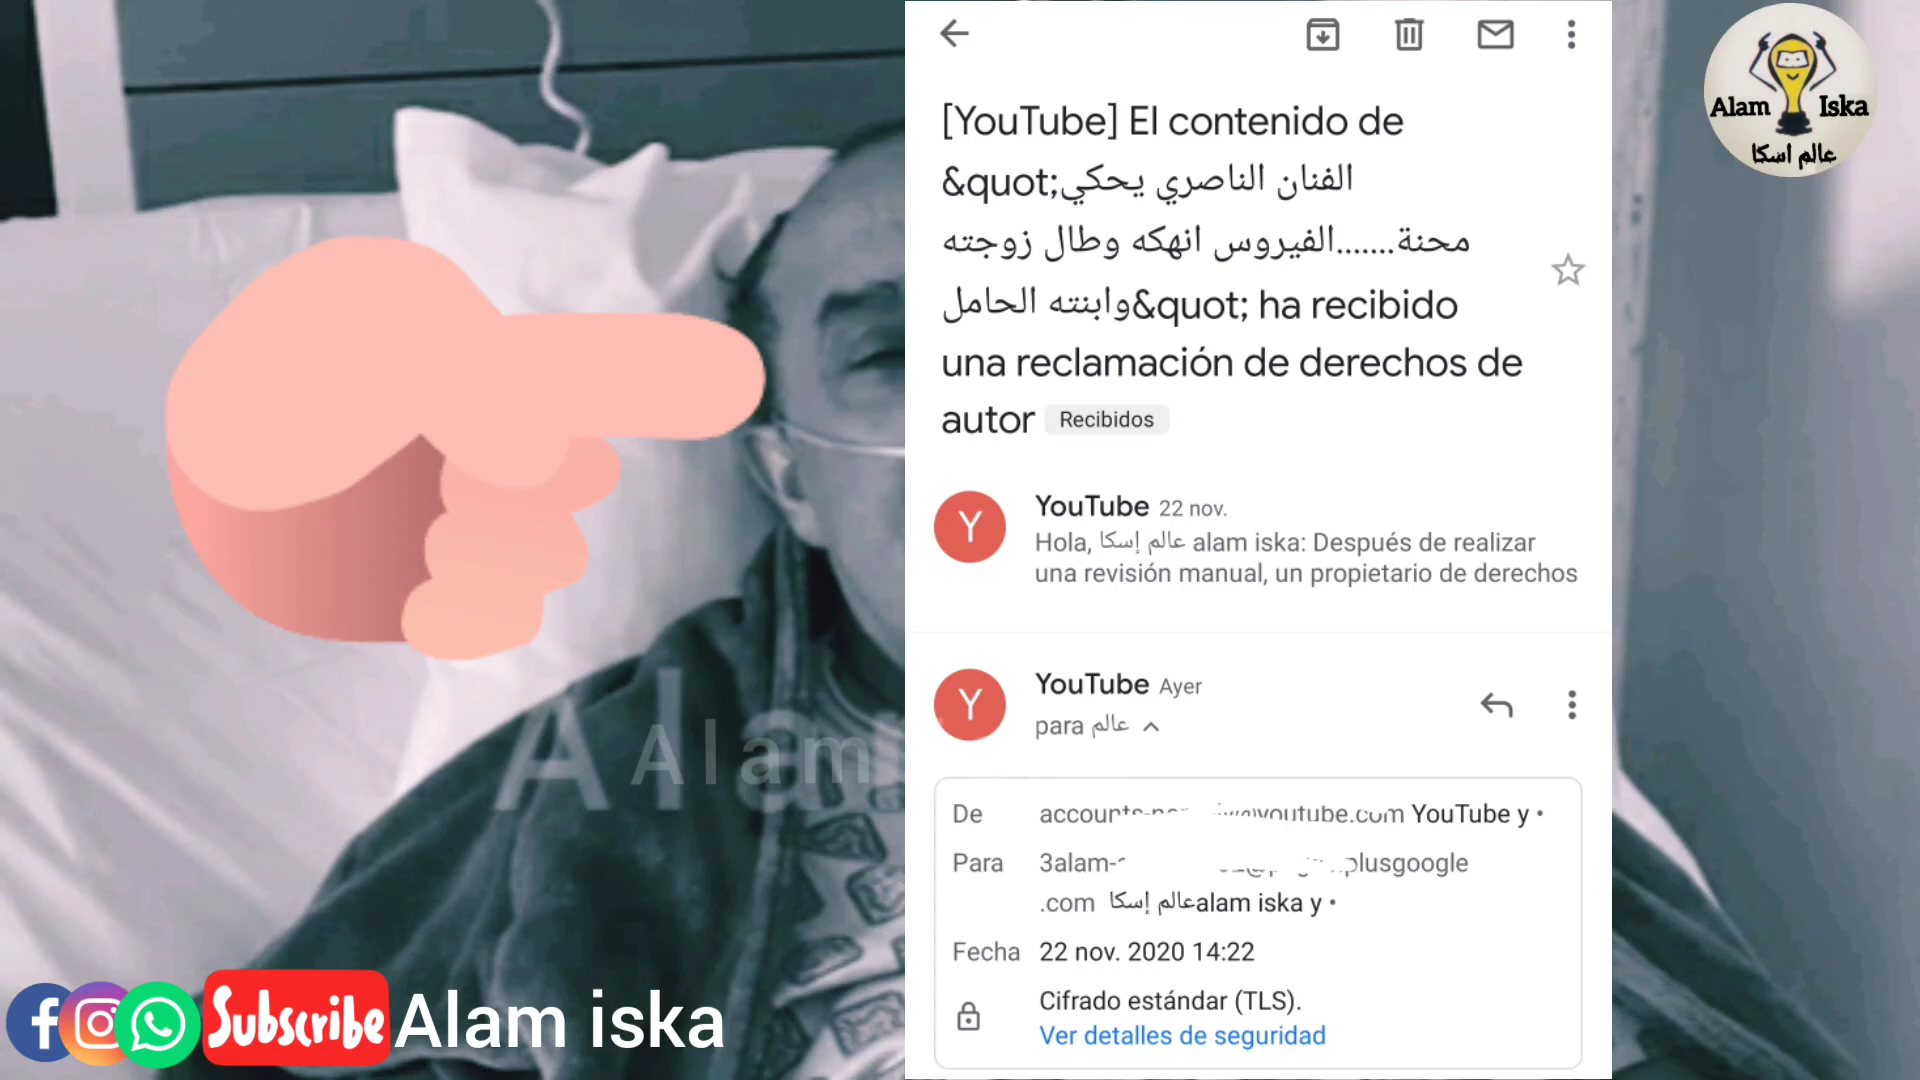 [YouTube] El contenido de
&quot;الفنان الناصري يحكي
محنة.......الفيروس انهكه وطال زوجته
وابنته الحامل&quot; ha recibido
una reclamación de derechos de
autor Recibidos
Y
YouTube 22 nov.
Hola, عالم إسكا alam iska: Después de realizar
una revisión manual, un propietario de derechos
Y
YouTube Ayer
para عالم
De youtube.com YouTube y •
Para plusgoogle
.com عالم إسكاalam iska y •
Fecha 22 nov. 2020 14:22
Cifrado estándar (TLS).
Ver detalles de seguridad
Alam Iska
عالم اسكا
Alam
Subscribe Alam iska